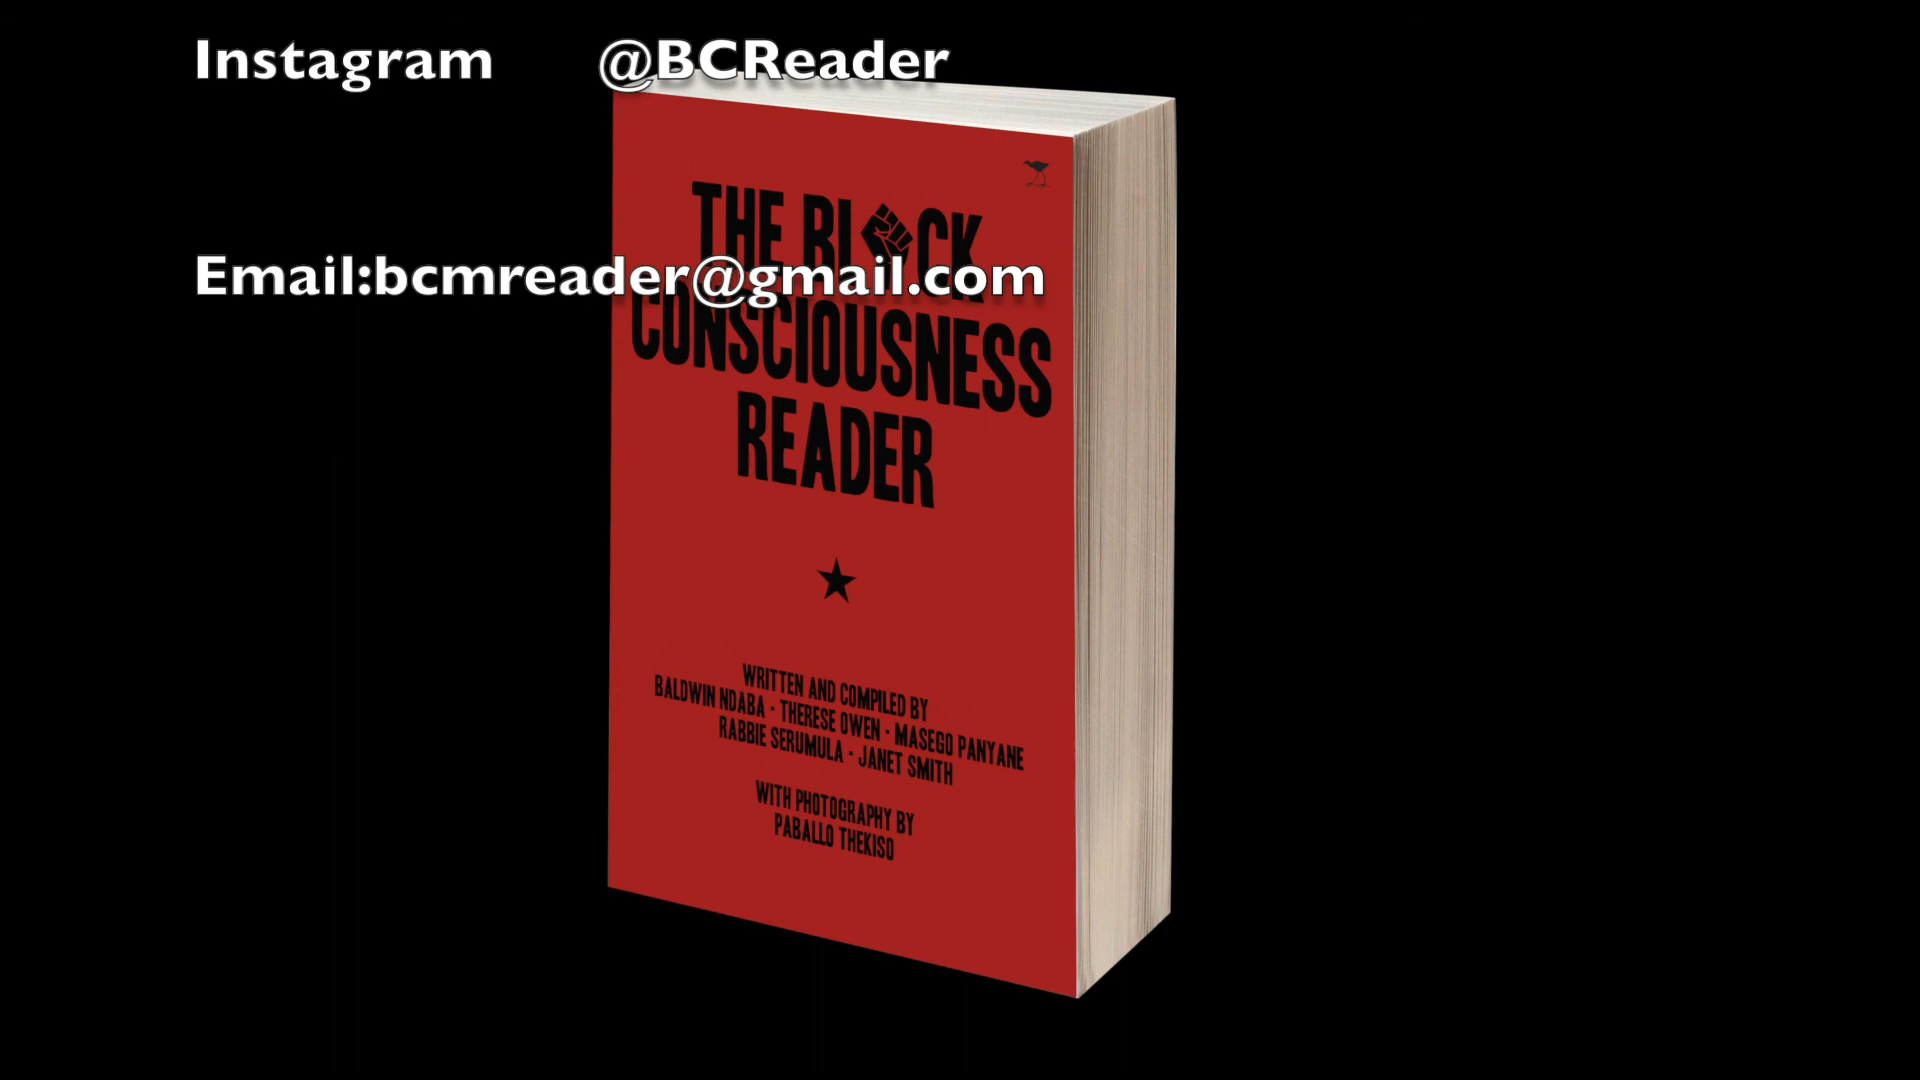 Instagram @BCReader
Email:bcmreader@gmail.com
THE BLACK
CONSCIOUSNESS
READER
WRITTEN AND COMPILED BY
BALDWIN NDABA · THERESE OWEN · MASEGO PANYANE
RABBIE SERUMULA · JANET SMITH
WITH PHOTOGRAPHY BY
PABALLO THEKISO